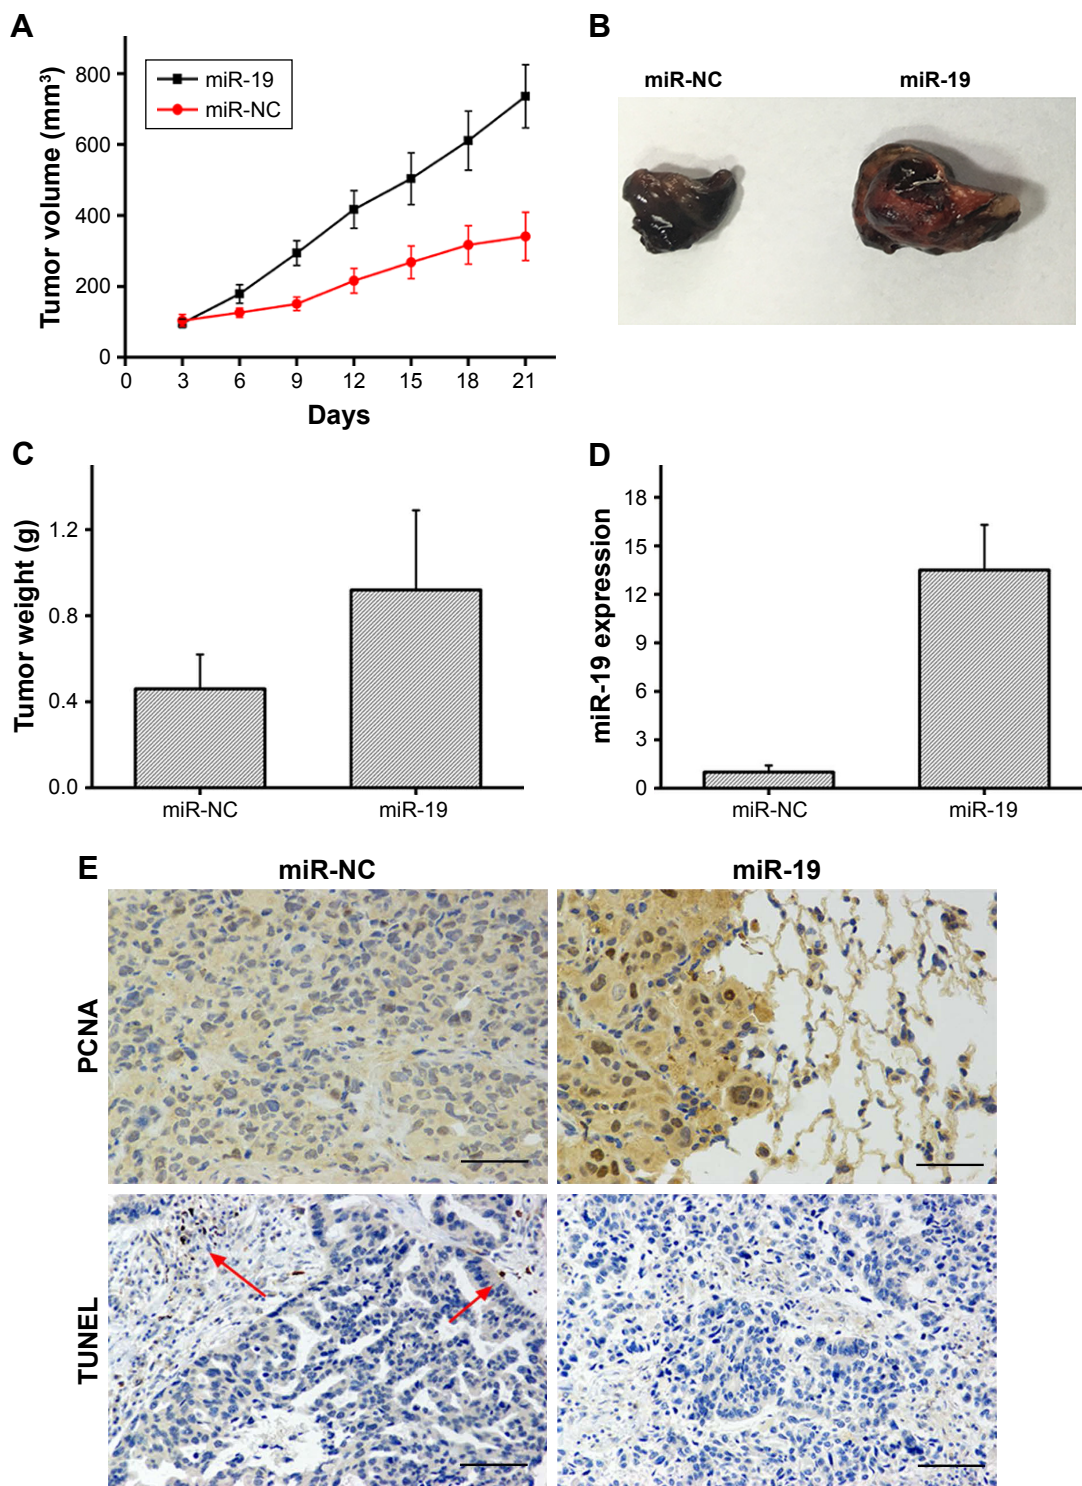 A
Tumor volume (mm³)
800
600
400
200
0
miR-19
miR-NC
0 3 6 9 12 15 18 21
Days
B
miR-NC miR-19
C
Tumor weight (g)
1.2
0.8
0.4
0.0
miR-NC miR-19
D
miR-19 expression
18
15
12
9
6
3
0
miR-NC miR-19
E
miR-NC miR-19
PCNA
TUNEL